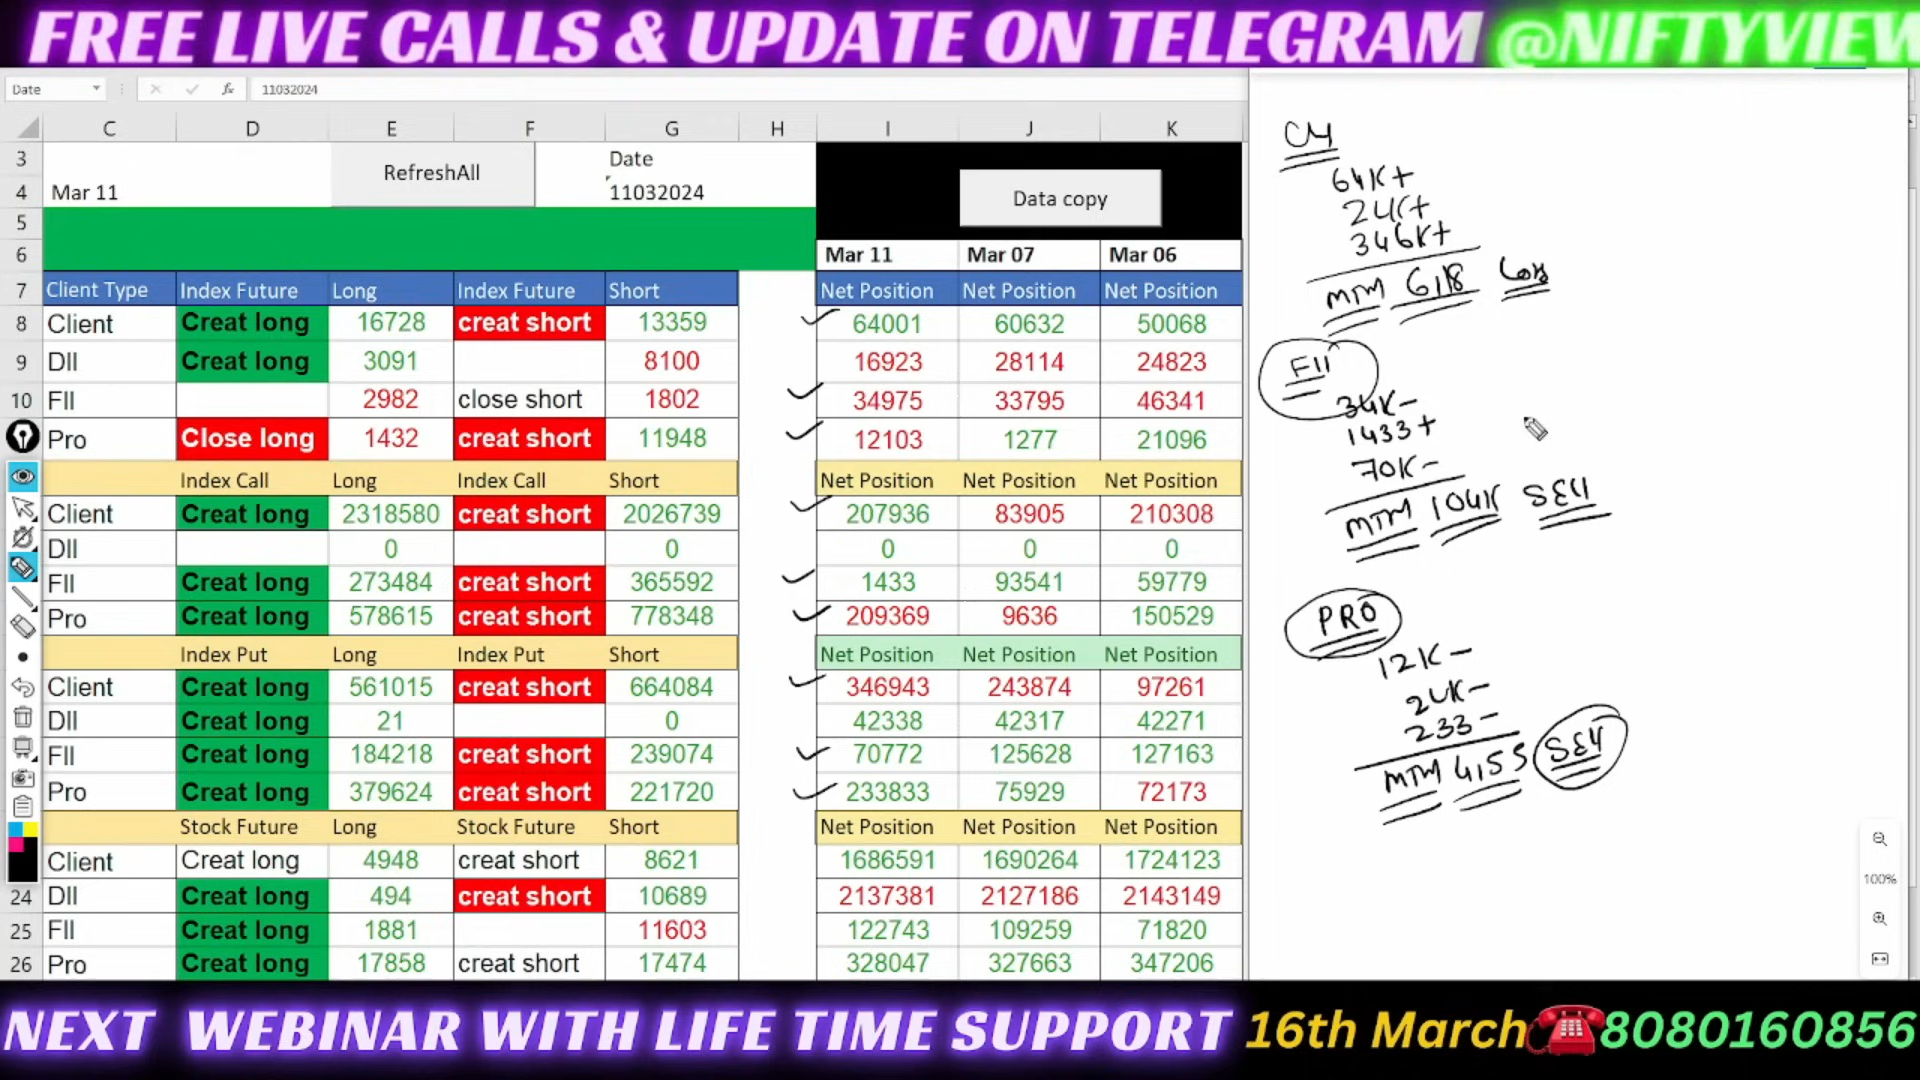 FREE LIVE CALLS & UPDATE ON TELEGRAM @NIFTYVIEW
Date fx 11032024
C D E F G H I J K
3 RefreshAll Date
4 Mar 11 11032024 Data copy
5
6 Mar 11 Mar 07 Mar 06
7 Client Type Index Future Long Index Future Short Net Position Net Position Net Position
8 Client Creat long 16728 creat short 13359 64001 60632 50068
9 DII Creat long 3091 8100 16923 28114 24823
10 FII 2982 close short 1802 34975 33795 46341
Pro Close long 1432 creat short 11948 12103 1277 21096
Index Call Long Index Call Short Net Position Net Position Net Position
Client Creat long 2318580 creat short 2026739 207936 83905 210308
DII 0 0 0 0 0
FII Creat long 273484 creat short 365592 1433 93541 59779
Pro Creat long 578615 creat short 778348 209369 9636 150529
Index Put Long Index Put Short Net Position Net Position Net Position
Client Creat long 561015 creat short 664084 346943 243874 97261
DII Creat long 21 0 42338 42317 42271
FII Creat long 184218 creat short 239074 70772 125628 127163
Pro Creat long 379624 creat short 221720 233833 75929 72173
Stock Future Long Stock Future Short Net Position Net Position Net Position
Client Creat long 4948 creat short 8621 1686591 1690264 1724123
24 DII Creat long 494 creat short 10689 2137381 2127186 2143149
25 FII Creat long 1881 11603 122743 109259 71820
26 Pro Creat long 17858 creat short 17474 328047 327663 347206
64K+
346K+
MTM 6,18
FII
34K-
1433+
70K-
MTM 104K SELL
PRO
12K-
233-
MTM 4,55 SELL
100%
NEXT WEBINAR WITH LIFE TIME SUPPORT 16th March 8080160856